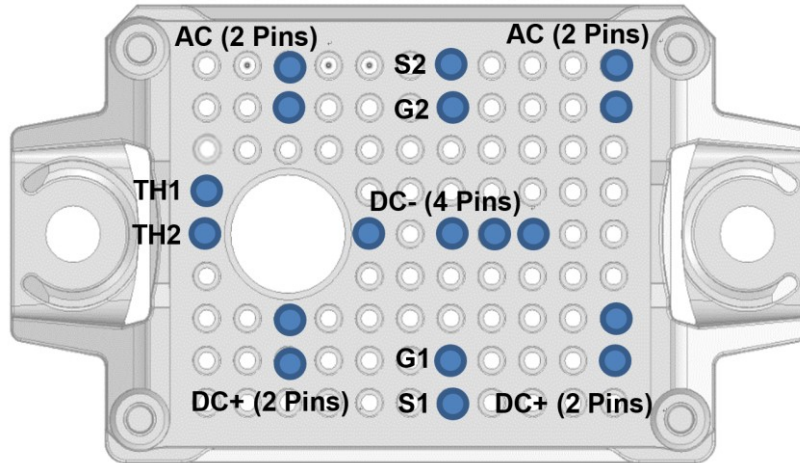 AC (2 Pins)
AC (2 Pins)
S2
G2
TH1
DC- (4 Pins)
TH2
G1
DC+ (2 Pins)
S1
DC+ (2 Pins)